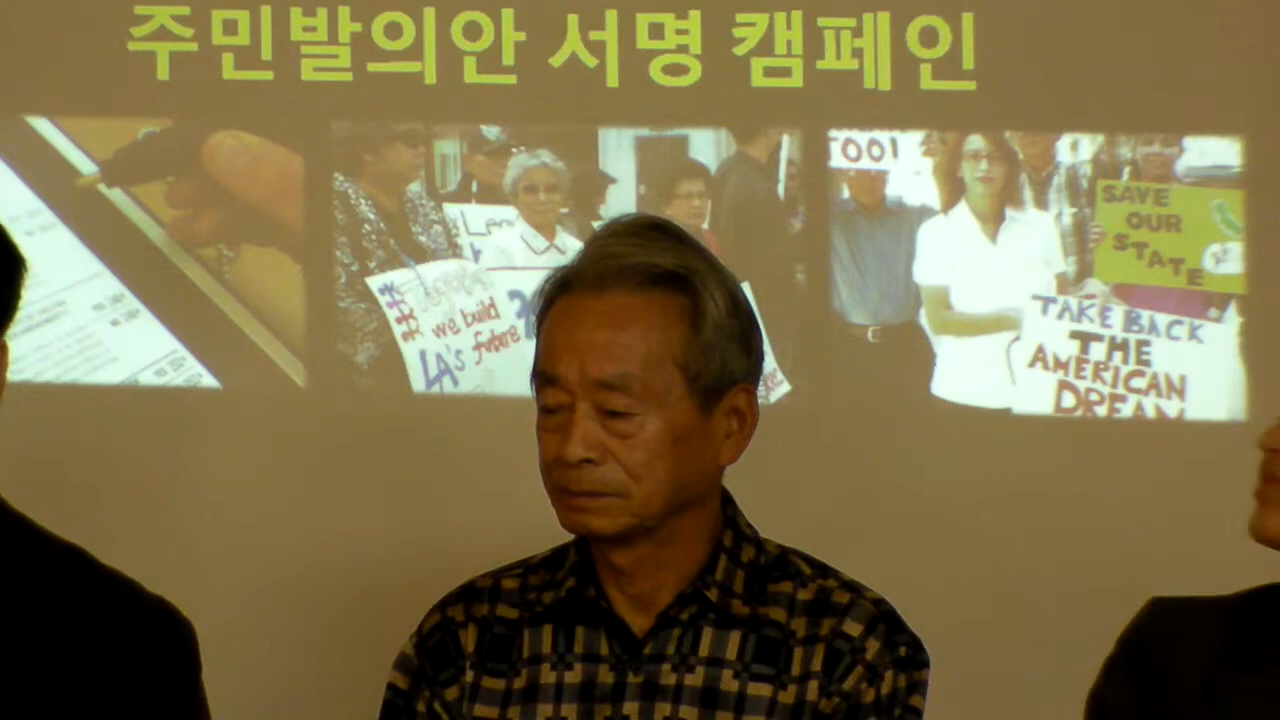 주민발의안 서명 캠페인
TOO!
SAVE
OUR
STATE
we build
LA's future
TAKE BACK
THE
AMERICAN
DREAM